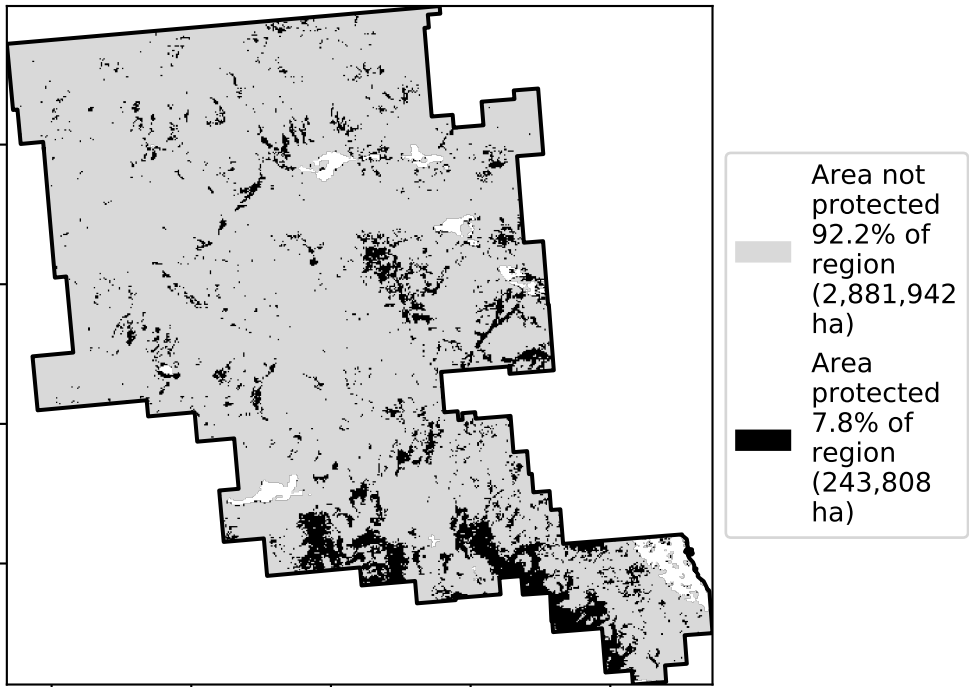 Area not
protected
92.2% of
region
(2,881,942
ha)
Area
protected
7.8% of
region
(243,808
ha)